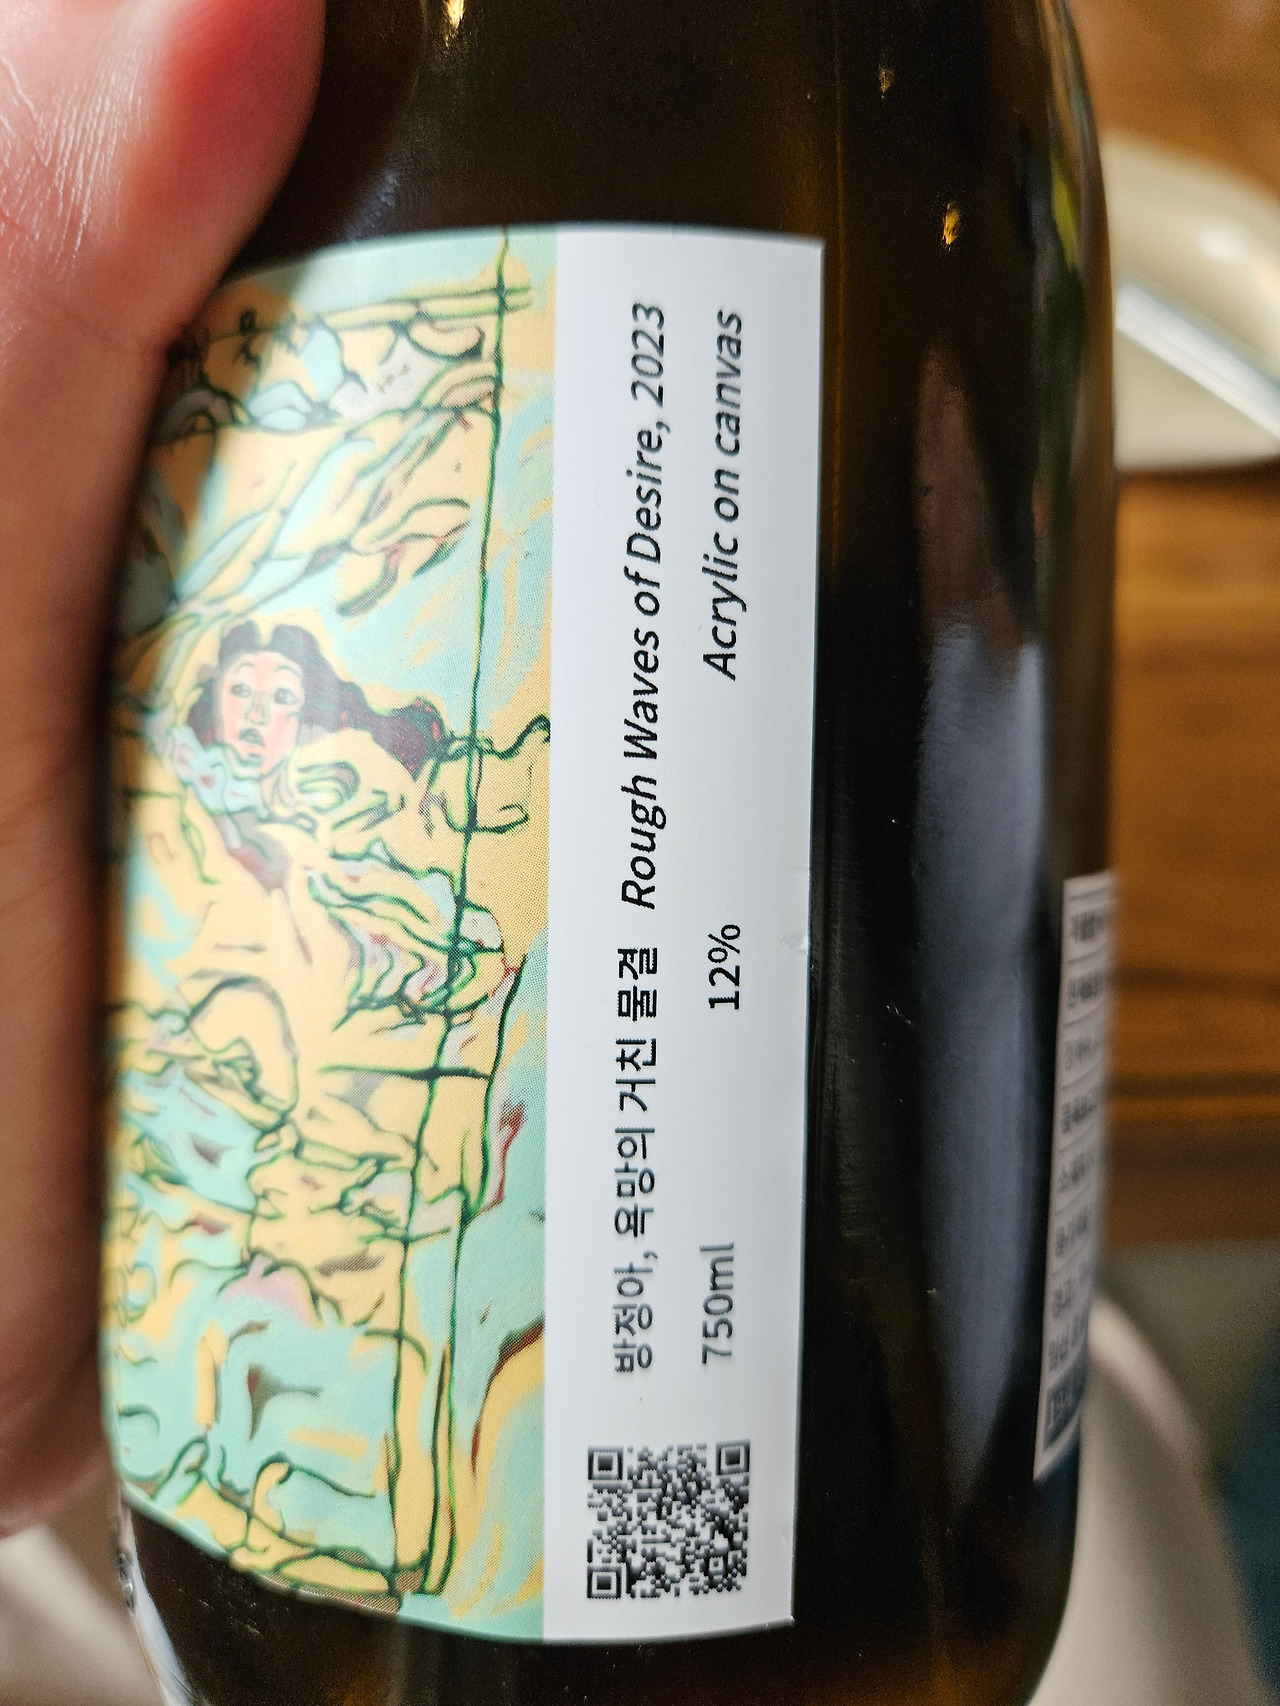 방정아, 욕망의 거친 물결 Rough Waves of Desire, 2023
750ml 12% Acrylic on canvas